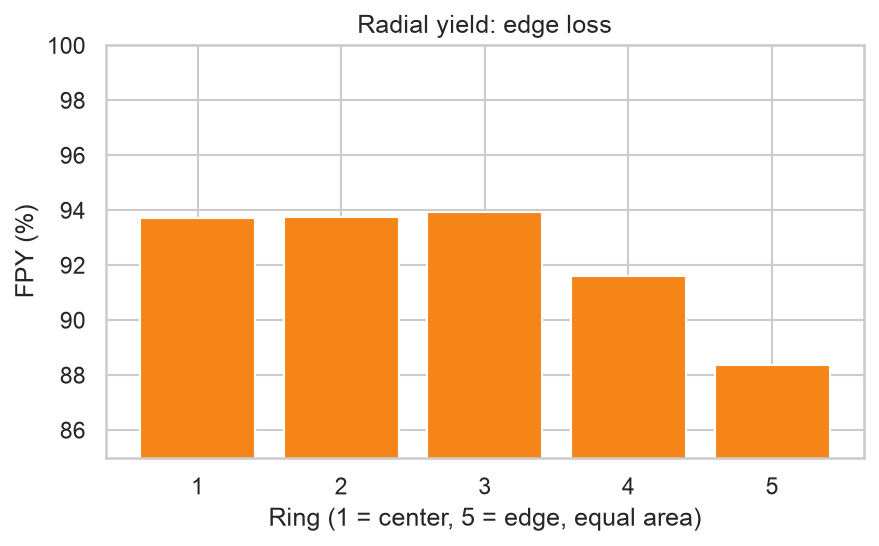 Radial yield: edge loss
100
98
96
94
92
90
88
86
FPY (%)
1 2 3 4 5
Ring (1 = center, 5 = edge, equal area)